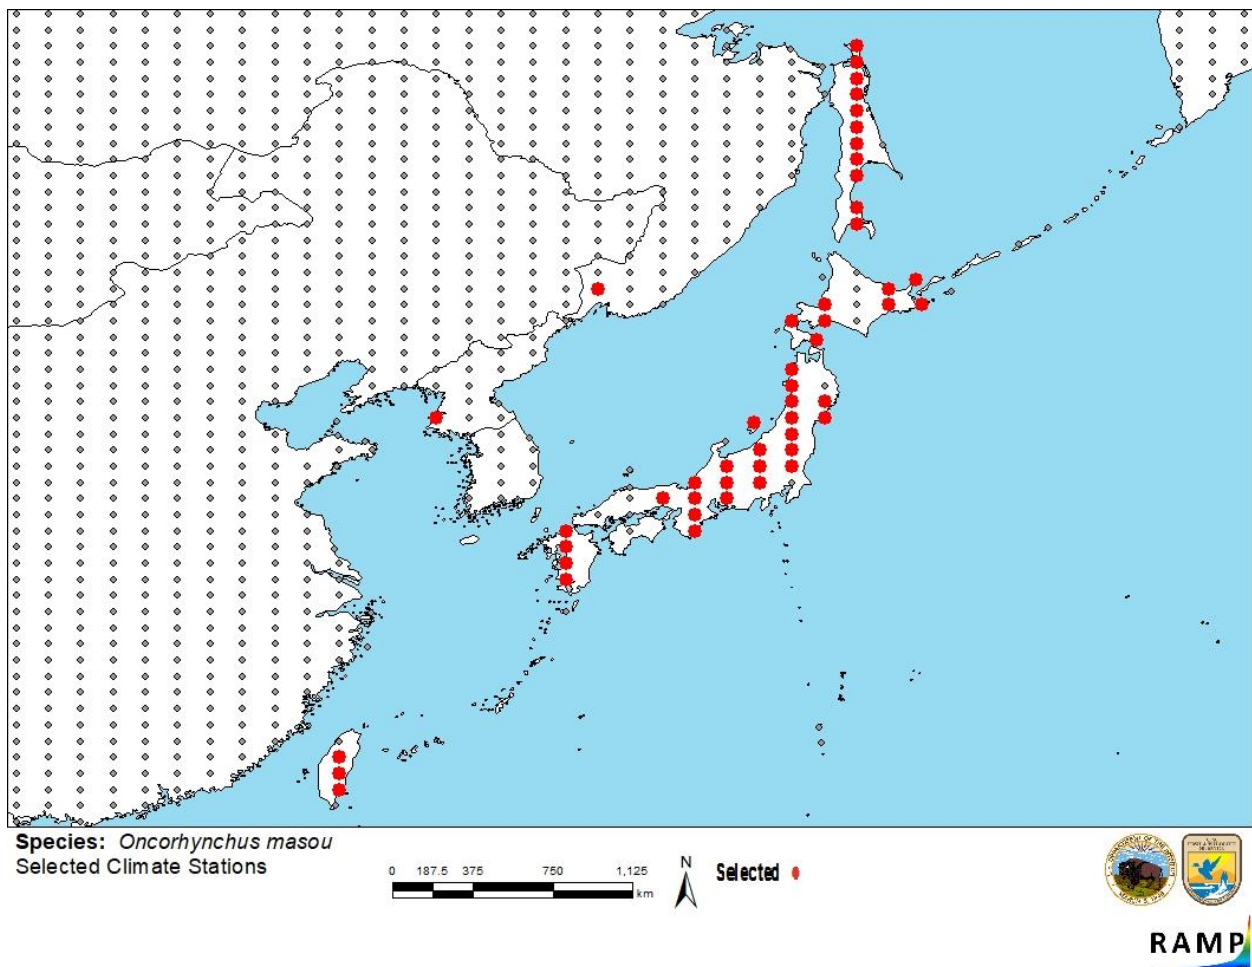 Species: Oncorhynchus masou
Selected Climate Stations
0 187.5 375 750 1,125
km
N
Selected
RAMP